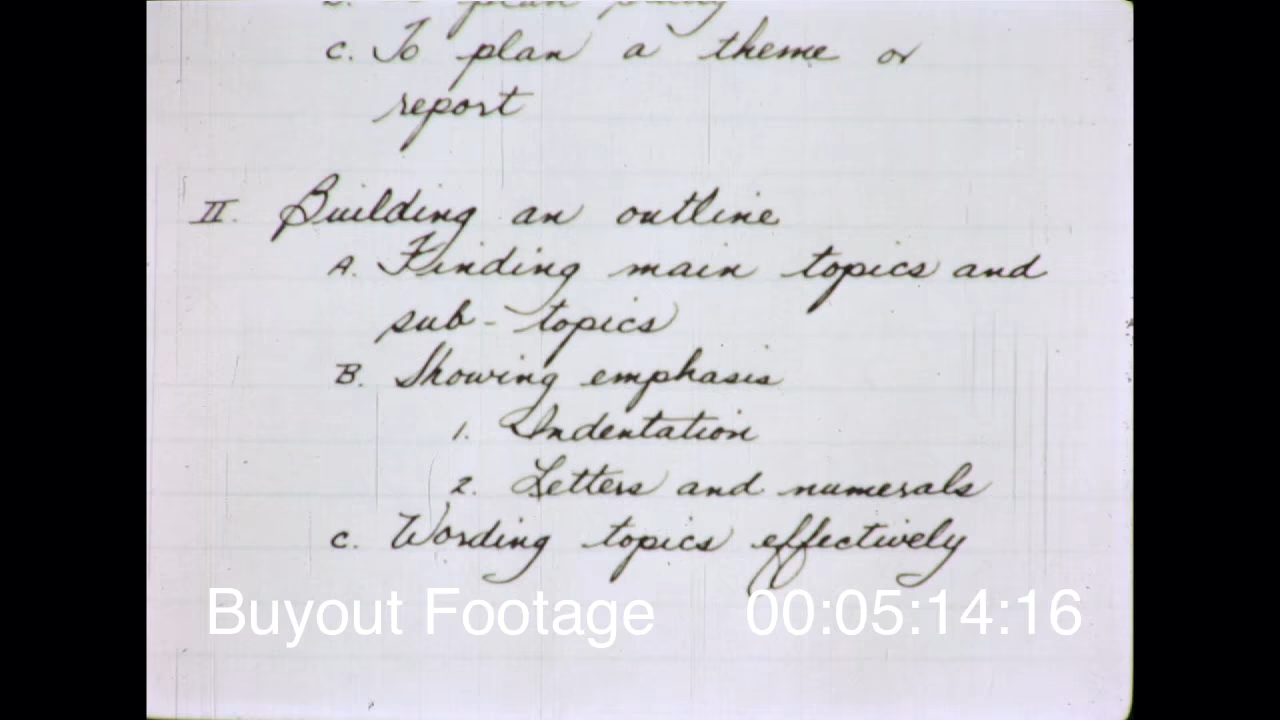 C. To plan a theme or
report
II. Building an outline
A. Finding main topics and
sub-topics
B. Showing emphasis
1. Indentation
2. Letters and numerals
C. Wording topics effectively
Buyout Footage 00:05:14:16